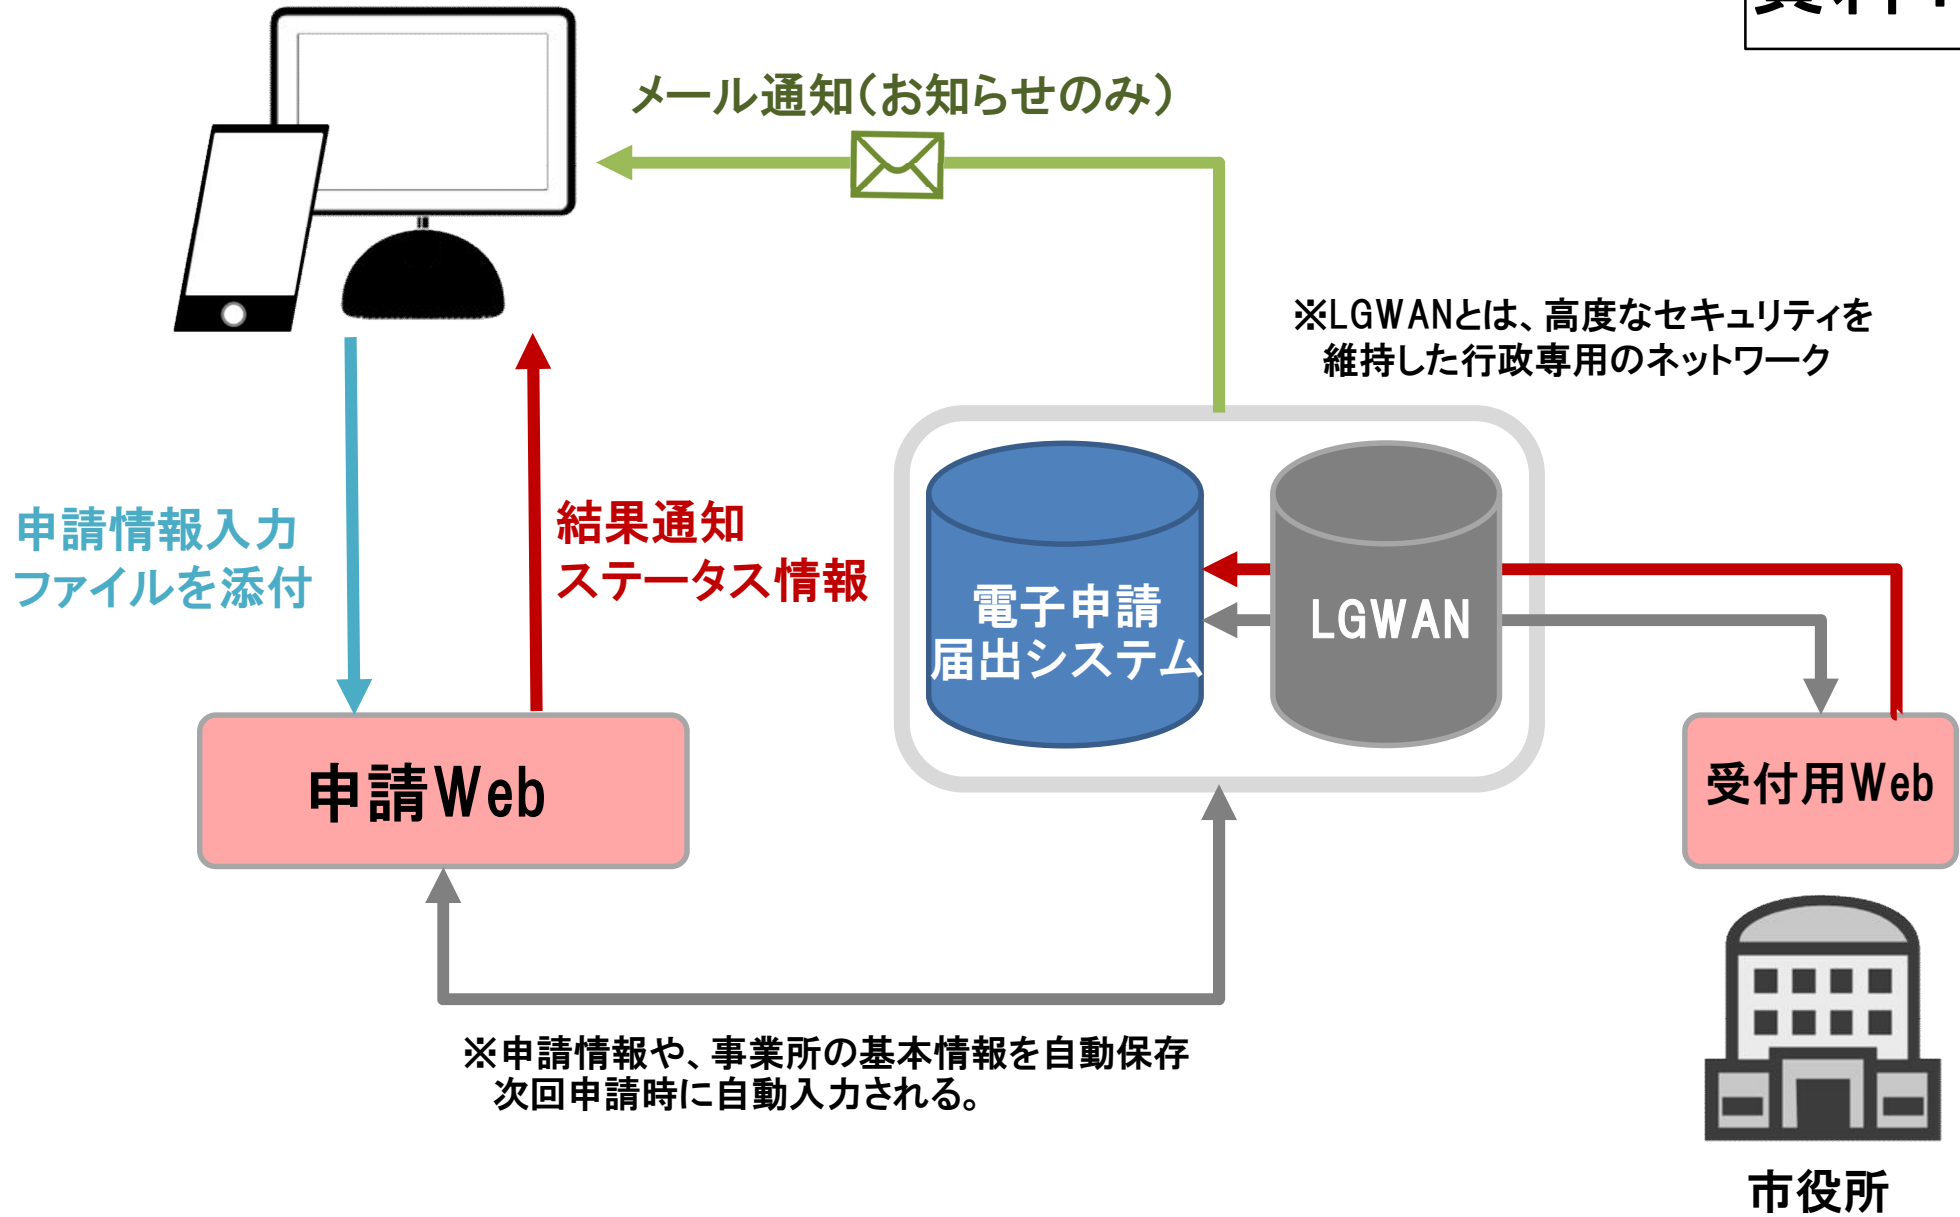 資料
メール通知（お知らせのみ）
※LGWANとは、高度なセキュリティを
維持した行政専用のネットワーク
申請情報入力
ファイルを添付
結果通知
ステータス情報
電子申請
届出システム
LGWAN
申請Web
受付用Web
※申請情報や、事業所の基本情報を自動保存
次回申請時に自動入力される。
市役所